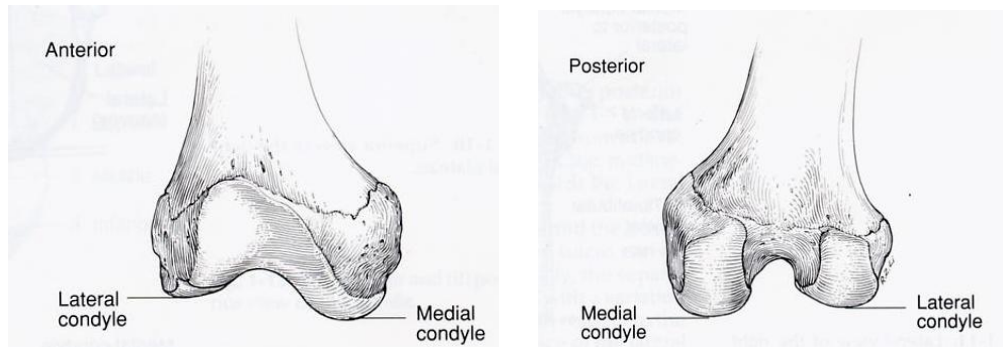 Anterior
Lateral
condyle
Medial
condyle
Posterior
Medial
condyle
Lateral
condyle